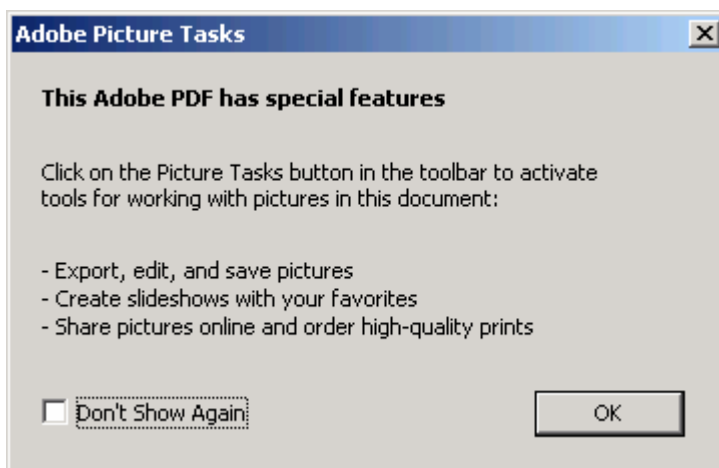 Adobe Picture Tasks
This Adobe PDF has special features
Click on the Picture Tasks button in the toolbar to activate
tools for working with pictures in this document:
- Export, edit, and save pictures
- Create slideshows with your favorites
- Share pictures online and order high-quality prints
Don't Show Again
OK